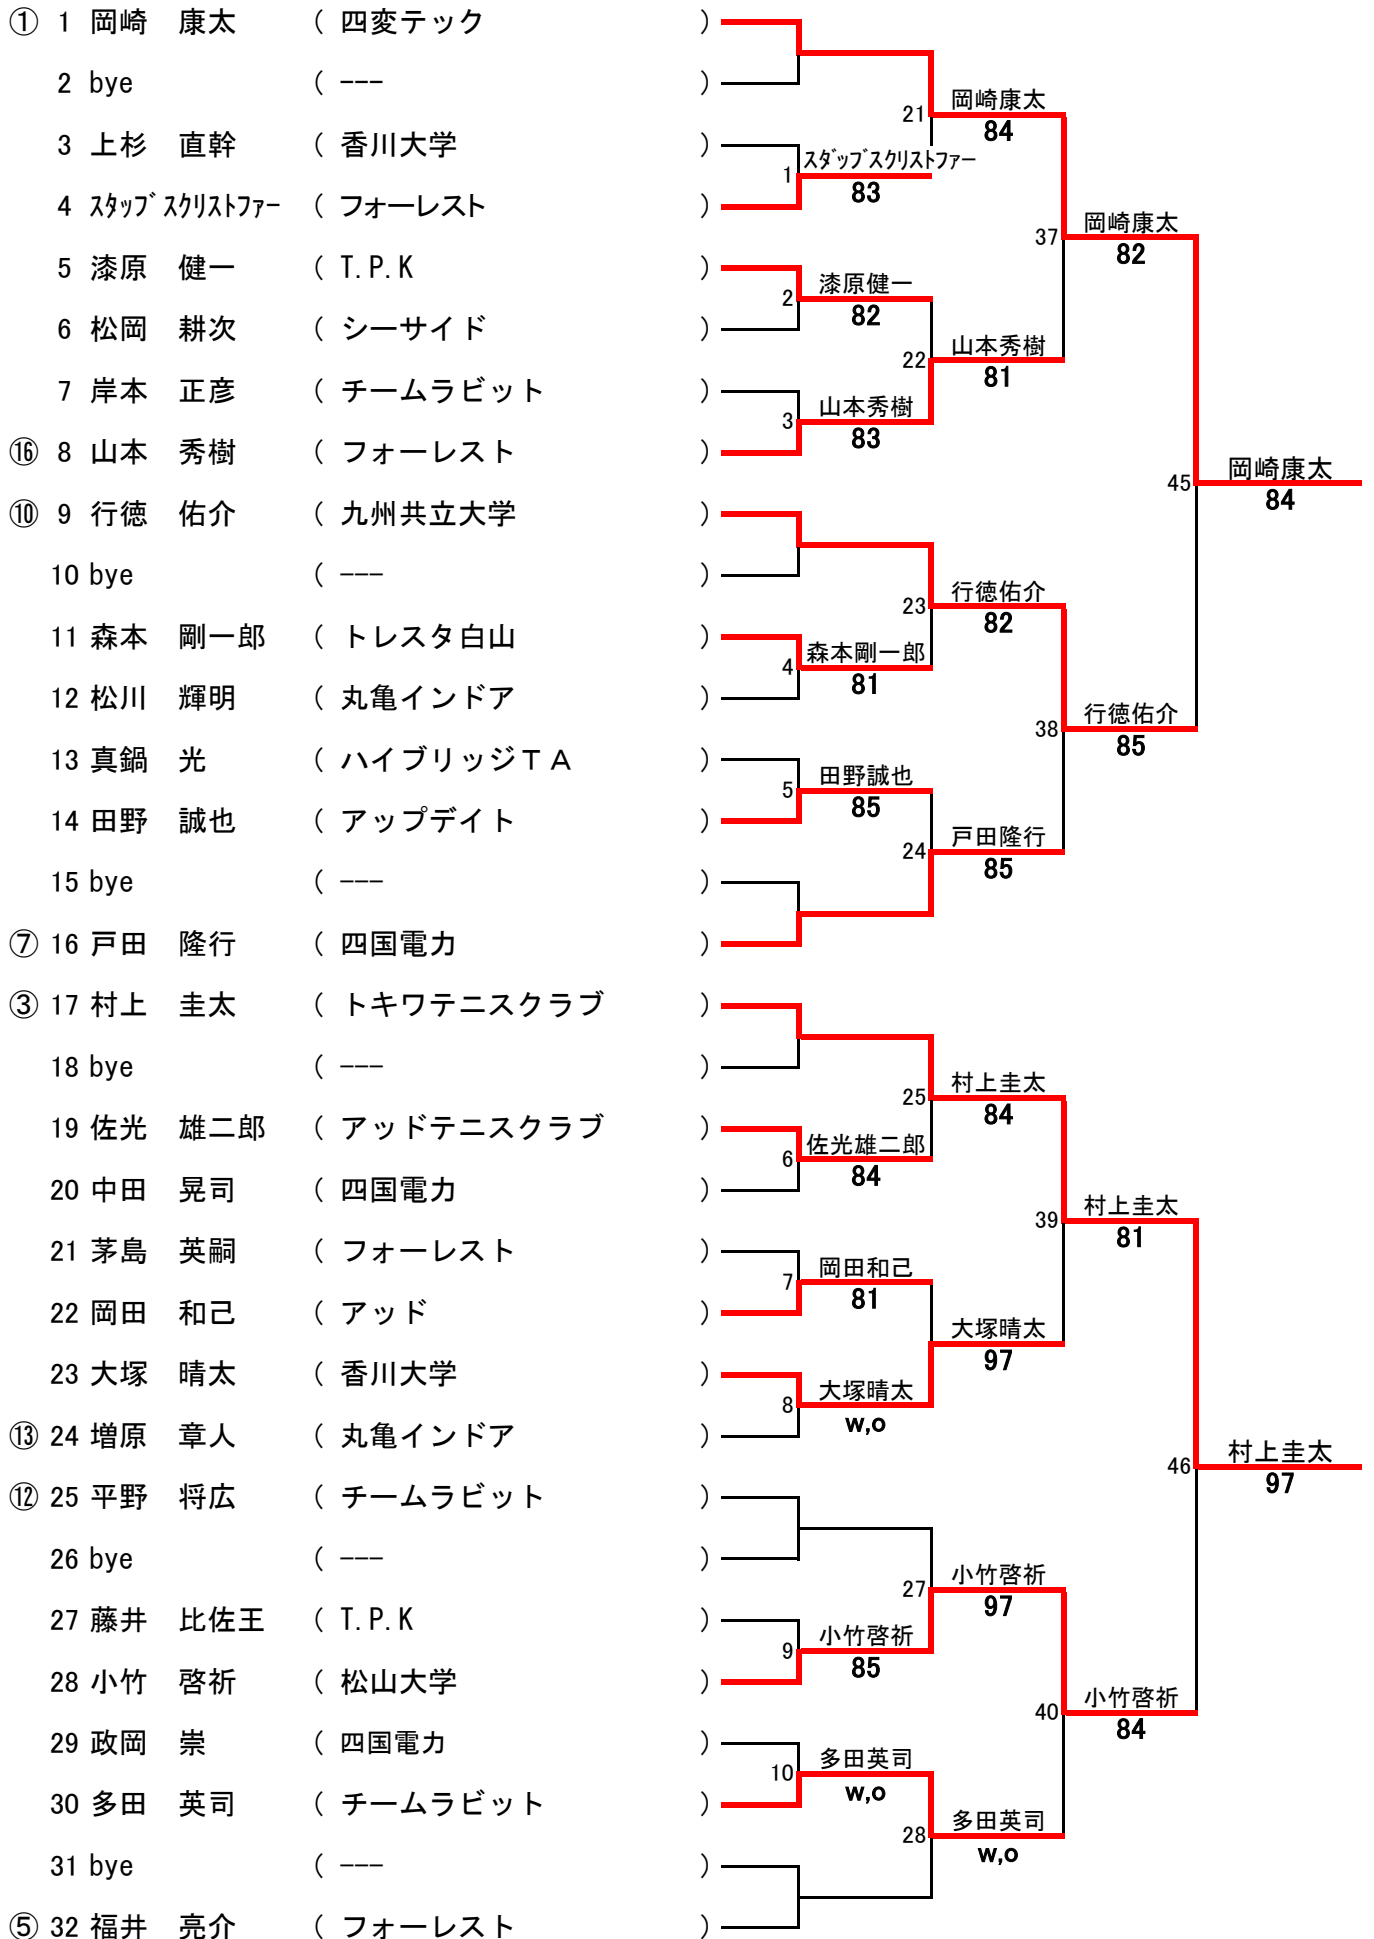 ① 1 岡崎　康太 ( 四変テック )
2 bye ( --- )
21 岡崎康太
84
3 上杉　直幹 ( 香川大学 )
1 ｽﾀﾞｯﾌﾞｽｸﾘｽﾄﾌｧｰ
83
4 ｽﾀｯﾌﾞｽｸﾘｽﾄﾌｧｰ ( フォーレスト )
37 岡崎康太
82
5 漆原　健一 ( T.P.K )
2 漆原健一
82
6 松岡　耕次 ( シーサイド )
22 山本秀樹
81
7 岸本　正彦 ( チームラビット )
3 山本秀樹
83
⑯ 8 山本　秀樹 ( フォーレスト )
45 岡崎康太
84
⑩ 9 行徳　佑介 ( 九州共立大学 )
10 bye ( --- )
23 行徳佑介
82
11 森本　剛一郎 ( トレスタ白山 )
4 森本剛一郎
81
12 松川　輝明 ( 丸亀インドア )
38 行徳佑介
85
13 真鍋　光 ( ハイブリッジＴＡ )
5 田野誠也
85
14 田野　誠也 ( アップデイト )
24 戸田隆行
85
15 bye ( --- )
⑦ 16 戸田　隆行 ( 四国電力 )
③ 17 村上　圭太 ( トキワテニスクラブ )
18 bye ( --- )
25 村上圭太
84
19 佐光　雄二郎 ( アッドテニスクラブ )
6 佐光雄二郎
84
20 中田　晃司 ( 四国電力 )
39 村上圭太
81
21 茅島　英嗣 ( フォーレスト )
7 岡田和己
81
22 岡田　和己 ( アッド )
大塚晴太
97
23 大塚　晴太 ( 香川大学 )
8 大塚晴太
w,o
⑬ 24 増原　章人 ( 丸亀インドア )
46 村上圭太
97
⑫ 25 平野　将広 ( チームラビット )
26 bye ( --- )
27 小竹啓祈
97
27 藤井　比佐王 ( T.P.K )
9 小竹啓祈
85
28 小竹　啓祈 ( 松山大学 )
40 小竹啓祈
84
29 政岡　崇 ( 四国電力 )
10 多田英司
w,o
30 多田　英司 ( チームラビット )
28 多田英司
w,o
31 bye ( --- )
⑤ 32 福井　亮介 ( フォーレスト )